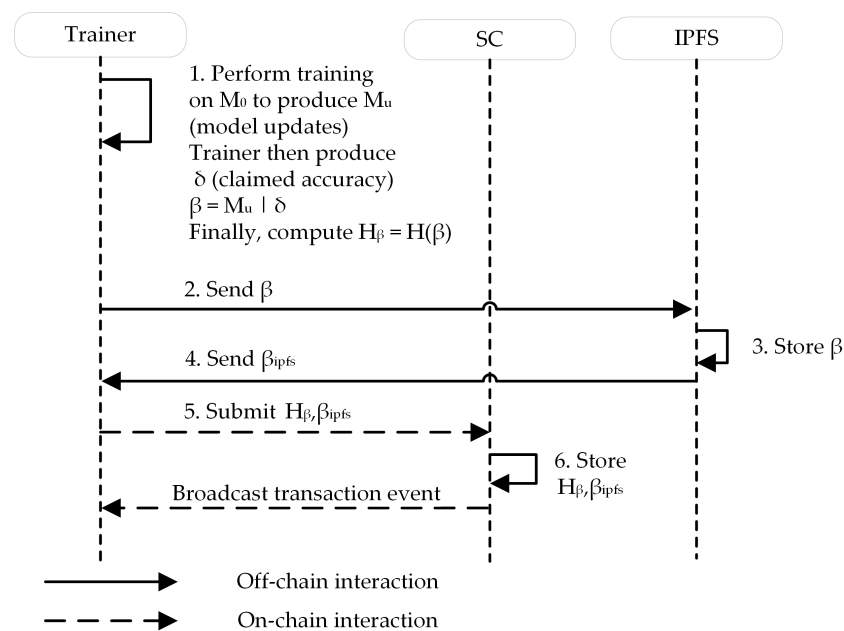 Trainer
SC
IPFS
1. Perform training
on M₀ to produce Mᵤ
(model updates)
Trainer then produce
δ (claimed accuracy)
β = Mᵤ | δ
Finally, compute Hᵦ = H(β)
2. Send β
3. Store β
4. Send βipfs
5. Submit Hᵦ,βipfs
6. Store
Hᵦ,βipfs
Broadcast transaction event
Off-chain interaction
On-chain interaction